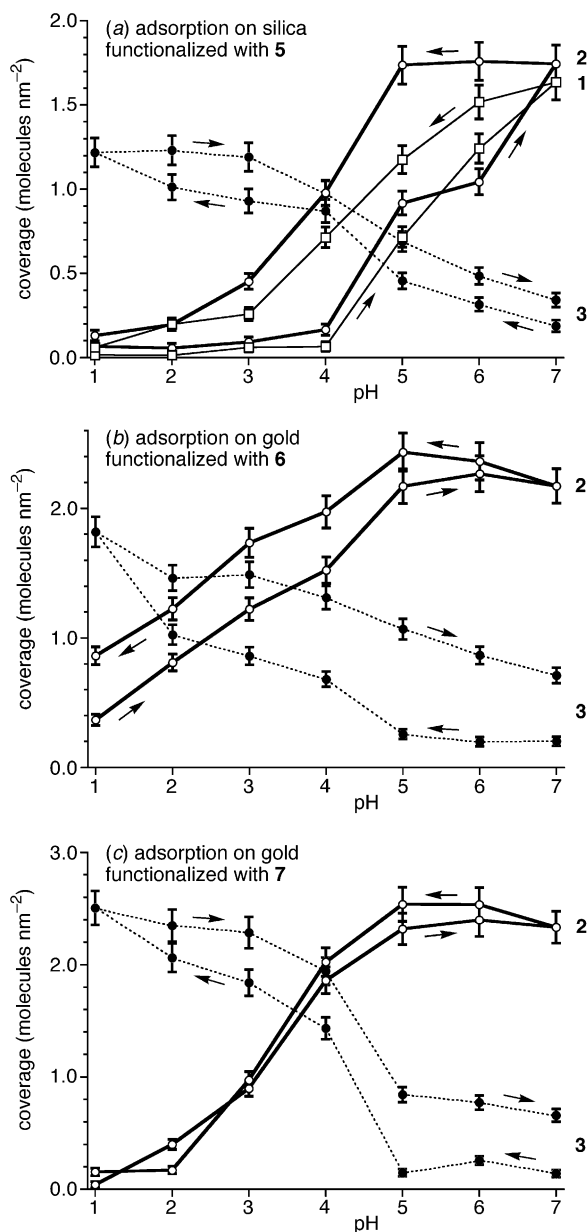 (a) adsorption on silica
functionalized with 5
coverage (molecules nm−2)
2.0
1.5
1.0
0.5
0.0
1 2 3 4 5 6 7
pH
2
1
3
(b) adsorption on gold
functionalized with 6
coverage (molecules nm−2)
2.0
1.0
0.0
1 2 3 4 5 6 7
pH
2
3
(c) adsorption on gold
functionalized with 7
coverage (molecules nm−2)
3.0
2.0
1.0
0.0
1 2 3 4 5 6 7
pH
2
3